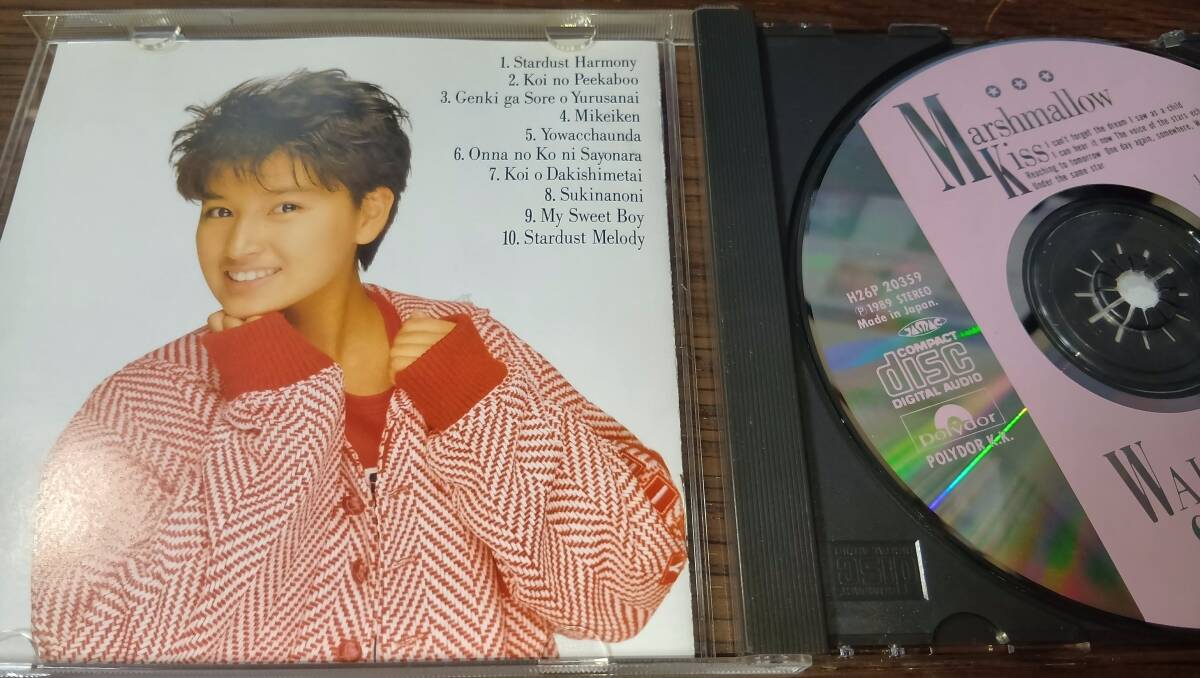 1. Stardust Harmony
2. Koi no Peekaboo
3. Genki ga Sore o Yurusanai
4. Mikeiken
5. Yowacchaunda
6. Onna no Ko ni Sayonara
7. Koi o Dakishimetai
8. Sukinanoni
9. My Sweet Boy
10. Stardust Melody
Marshmallow
Kiss
I can't forget the dream I saw as a child
I can hear it now The voice of the stars
Reaching to tomorrow One day again, somewhere,
Under the same star
H26P 20359
Ⓟ1989 STEREO
Made in Japan.
COMPACT
disc
DIGITAL AUDIO
polydor
POLYDOR K.K.